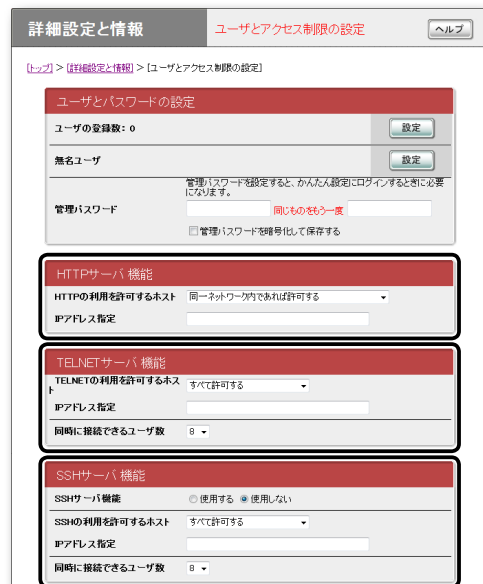 詳細設定と情報
ユーザとアクセス制限の設定
ヘルプ
[トップ] > [詳細設定と情報] > [ユーザとアクセス制限の設定]
ユーザとパスワードの設定
ユーザの登録数: 0
設定
無名ユーザ
設定
管理パスワードを設定すると、かんたん設定にログインするときに必要
になります。
管理パスワード
同じものをもう一度
管理パスワードを暗号化して保存する
HTTPサーバ 機能
HTTPの利用を許可するホスト
同一ネットワーク内であれば許可する
IPアドレス指定
TELNETサーバ 機能
TELNETの利用を許可するホス
ト
すべて許可する
IPアドレス指定
同時に接続できるユーザ数
8
SSHサーバ 機能
SSHサーバ機能
使用する
使用しない
SSHの利用を許可するホスト
すべて許可する
IPアドレス指定
同時に接続できるユーザ数
8